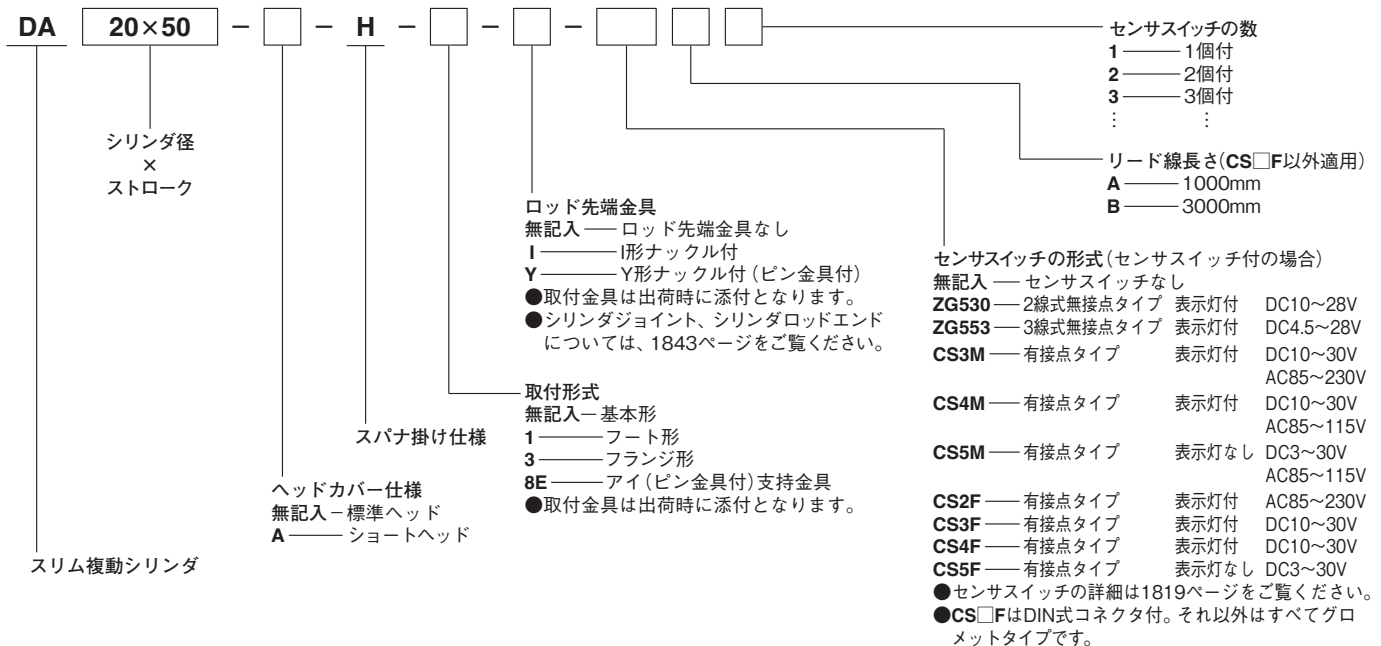 DA 20×50 － □ － H － □ － □ － □ □ □
センサスイッチの数
1 ─── 1個付
2 ─── 2個付
3 ─── 3個付
⋮ ⋮
リード線長さ(CS□F以外適用)
A ─── 1000mm
B ─── 3000mm
センサスイッチの形式(センサスイッチ付の場合)
無記入 ── センサスイッチなし
ZG530 ── 2線式無接点タイプ 表示灯付 DC10〜28V
ZG553 ── 3線式無接点タイプ 表示灯付 DC4.5〜28V
CS3M ── 有接点タイプ 表示灯付 DC10〜30V
AC85〜230V
CS4M ── 有接点タイプ 表示灯付 DC10〜30V
AC85〜115V
CS5M ── 有接点タイプ 表示灯なし DC3〜30V
AC85〜115V
CS2F ── 有接点タイプ 表示灯付 AC85〜230V
CS3F ── 有接点タイプ 表示灯付 DC10〜30V
CS4F ── 有接点タイプ 表示灯付 DC10〜30V
CS5F ── 有接点タイプ 表示灯なし DC3〜30V
●センサスイッチの詳細は1819ページをご覧ください。
●CS□FはDIN式コネクタ付。それ以外はすべてグロ
メットタイプです。
ロッド先端金具
無記入 ── ロッド先端金具なし
I ──── I形ナックル付
Y ──── Y形ナックル付(ピン金具付)
●取付金具は出荷時に添付となります。
●シリンダジョイント、シリンダロッドエンド
については、1843ページをご覧ください。
取付形式
無記入─基本形
1 ───フート形
3 ───フランジ形
8E ───アイ(ピン金具付)支持金具
●取付金具は出荷時に添付となります。
スパナ掛け仕様
ヘッドカバー仕様
無記入－標準ヘッド
A ── ショートヘッド
シリンダ径
×
ストローク
スリム複動シリンダ